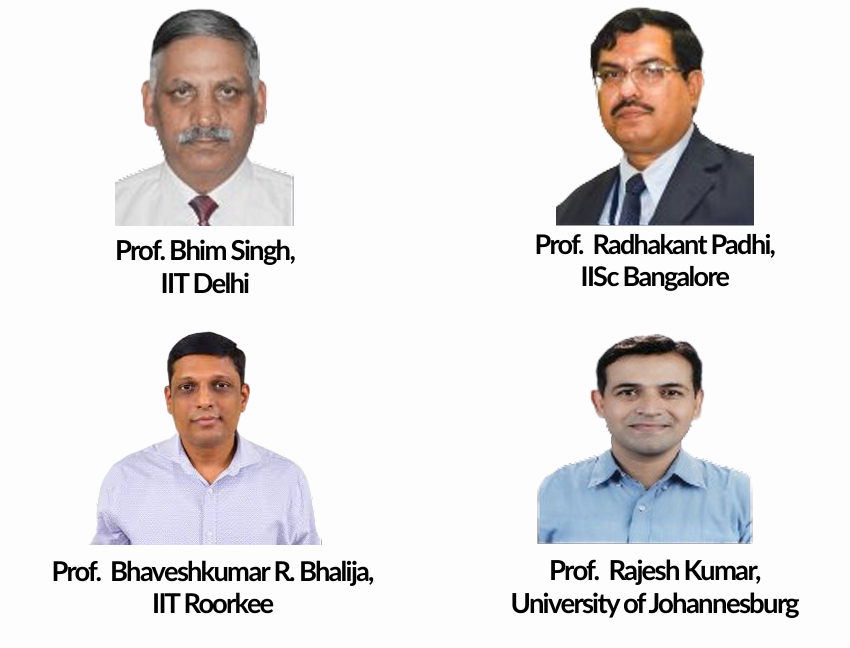 Prof. Bhim Singh,
IIT Delhi
Prof. Radhakant Padhi,
IISc Bangalore
Prof. Bhaveshkumar R. Bhalija,
IIT Roorkee
Prof. Rajesh Kumar,
University of Johannesburg